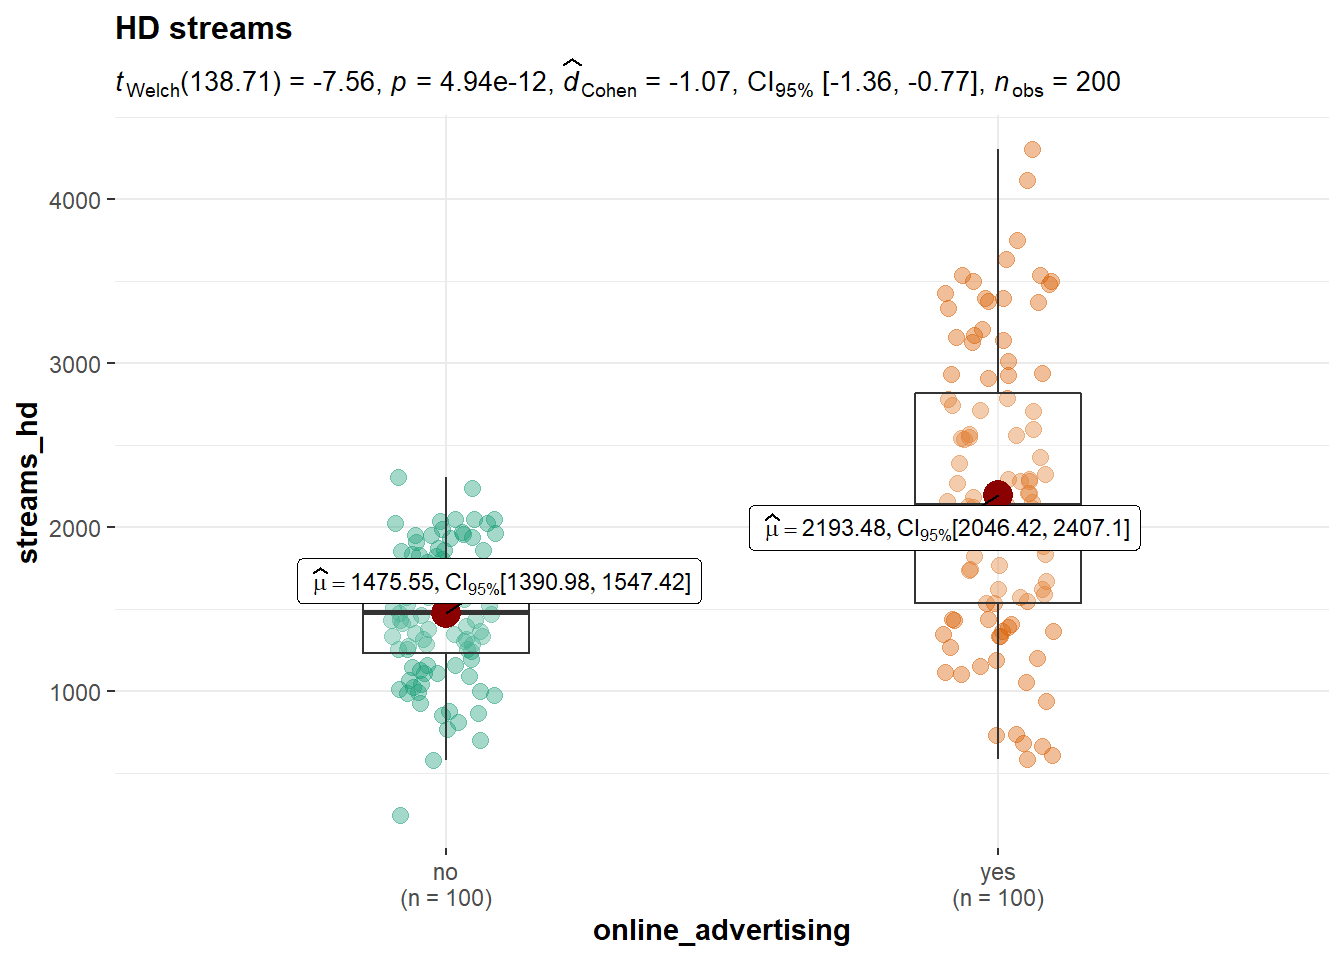 HD streams
t Welch(138.71) = -7.56, p = 4.94e-12, d̂ Cohen = -1.07, CI95% [-1.36, -0.77], n obs = 200
4000
3000
2000
1000
streams_hd
μ̂ = 1475.55, CI95%[1390.98, 1547.42]
μ̂ = 2193.48, CI95%[2046.42, 2407.1]
no
(n = 100)
yes
(n = 100)
online_advertising